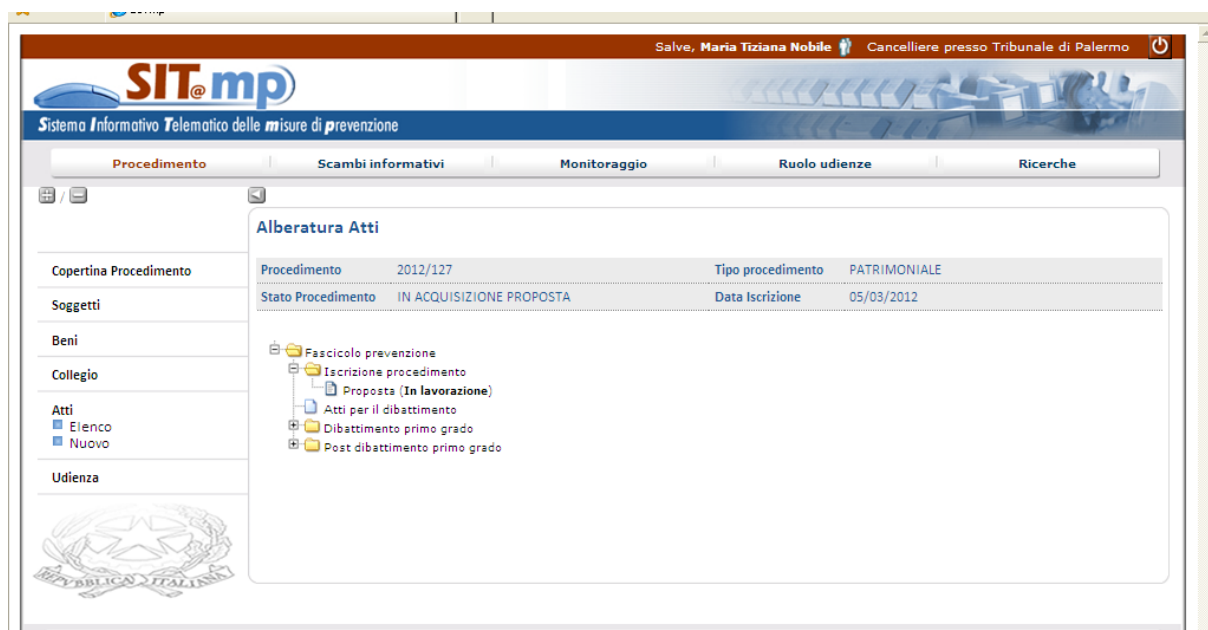 Salve, Maria Tiziana Nobile Cancelliere presso Tribunale di Palermo
SIT@mp
Sistema Informativo Telematico delle misure di prevenzione
Procedimento Scambi informativi Monitoraggio Ruolo udienze Ricerche
/
Alberatura Atti
Copertina Procedimento
Soggetti
Beni
Collegio
Atti
Elenco
Nuovo
Udienza
REPVBBLICA ITALIANA
Procedimento 2012/127 Tipo procedimento PATRIMONIALE
Stato Procedimento IN ACQUISIZIONE PROPOSTA Data Iscrizione 05/03/2012
Fascicolo prevenzione
Iscrizione procedimento
Proposta (In lavorazione)
Atti per il dibattimento
Dibattimento primo grado
Post dibattimento primo grado